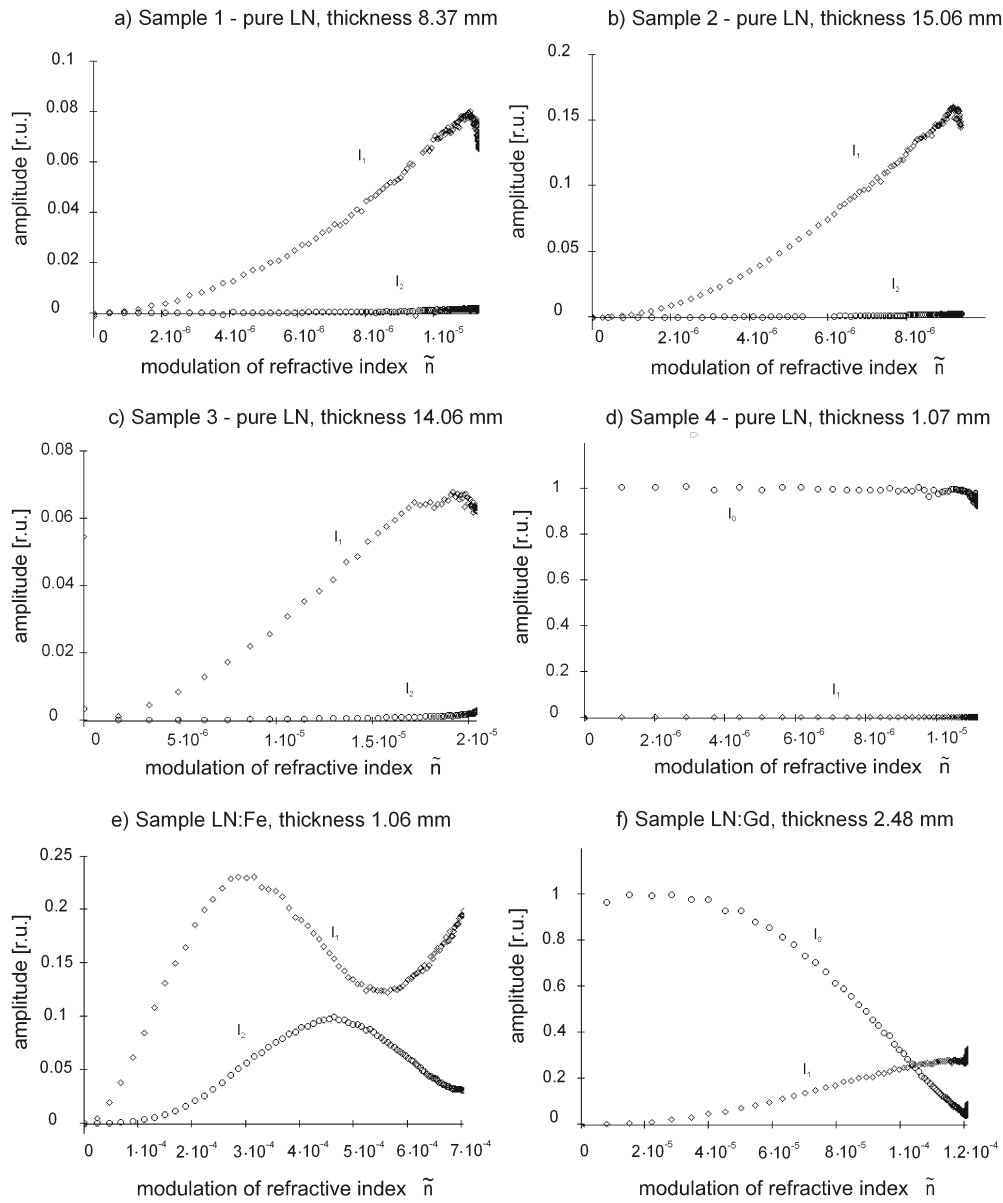 a) Sample 1 - pure LN, thickness 8.37 mm
0.1
0.08
0.06
0.04
0.02
0
amplitude [r.u.]
I₁
I₂
0 2·10⁻⁶ 4·10⁻⁶ 6·10⁻⁶ 8·10⁻⁶ 1·10⁻⁵
modulation of refractive index ñ
b) Sample 2 - pure LN, thickness 15.06 mm
0.2
0.15
0.1
0.05
0
amplitude [r.u.]
I₁
I₂
0 2·10⁻⁶ 4·10⁻⁶ 6·10⁻⁶ 8·10⁻⁶
modulation of refractive index ñ
c) Sample 3 - pure LN, thickness 14.06 mm
0.08
0.06
0.04
0.02
0
amplitude [r.u.]
I₁
I₂
0 5·10⁻⁶ 1·10⁻⁵ 1.5·10⁻⁵ 2·10⁻⁵
modulation of refractive index ñ
d) Sample 4 - pure LN, thickness 1.07 mm
1
0.8
0.6
0.4
0.2
0
amplitude [r.u.]
I₀
I₁
0 2·10⁻⁶ 4·10⁻⁶ 6·10⁻⁶ 8·10⁻⁶ 1·10⁻⁵
modulation of refractive index ñ
e) Sample LN:Fe, thickness 1.06 mm
0.25
0.2
0.15
0.1
0.05
0
amplitude [r.u.]
I₁
I₂
0 1·10⁻⁴ 2·10⁻⁴ 3·10⁻⁴ 4·10⁻⁴ 5·10⁻⁴ 6·10⁻⁴ 7·10⁻⁴
modulation of refractive index ñ
f) Sample LN:Gd, thickness 2.48 mm
1
0.8
0.6
0.4
0.2
0
amplitude [r.u.]
I₀
I₁
0 2·10⁻⁵ 4·10⁻⁵ 6·10⁻⁵ 8·10⁻⁵ 1·10⁻⁴ 1.2·10⁻⁴
modulation of refractive index ñ